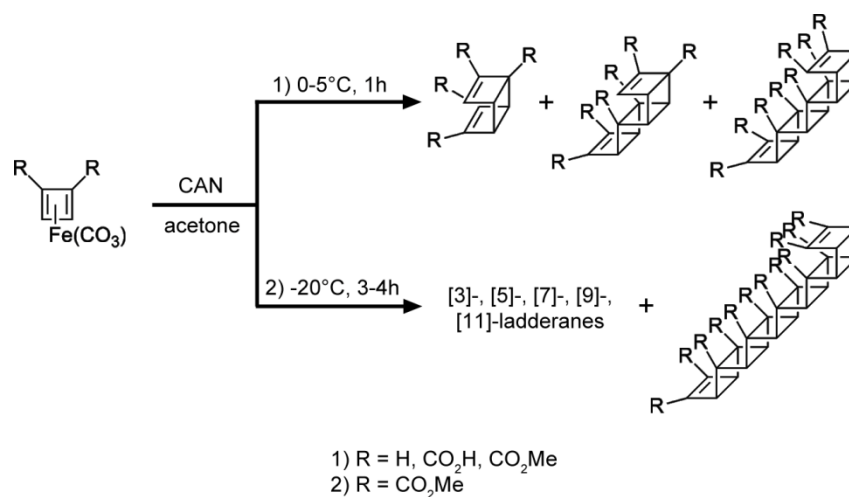 R R
Fe(CO₃)
CAN
acetone
1) 0-5°C, 1h
R R R R
+
R R R R R R
+
R R R R R R R R
2) -20°C, 3-4h
[3]-, [5]-, [7]-, [9]-,
[11]-ladderanes
+
R R R R R R R R R R R R
1) R = H, CO₂H, CO₂Me
2) R = CO₂Me